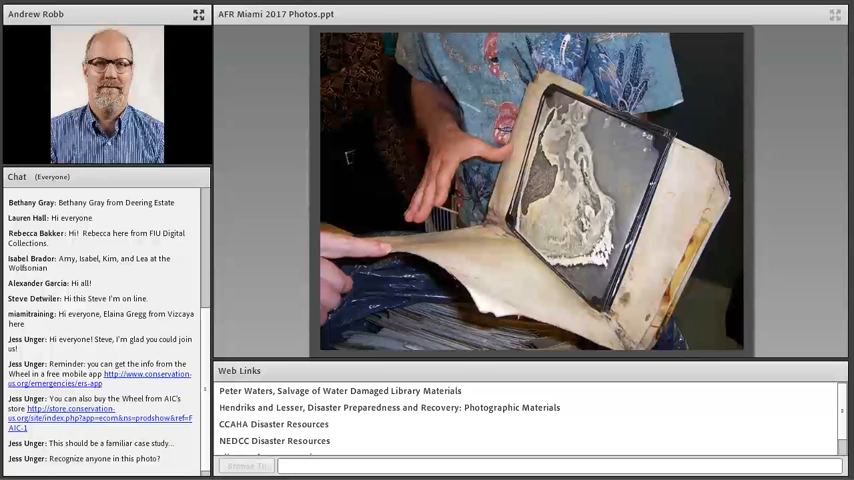 Andrew Robb
AFR Miami 2017 Photos.ppt
Chat (Everyone)
Bethany Gray: Bethany Gray from Deering Estate
Lauren Hall: Hi everyone
Rebecca Bakker: Hi! Rebecca here from FIU Digital
Collections.
Isabel Brador: Amy, Isabel, Kim, and Lea at the
Wolfsonian
Alexander Garcia: Hi all!
Steve Detwiler: Hi this Steve I'm on line.
miamitraining: Hi everyone, Elaina Gregg from Vizcaya
here
Jess Unger: Hi everyone! Steve, I'm glad you could join
us!
Jess Unger: Reminder: you can get the info from the
Wheel in a free mobile app http://www.conservation-
us.org/emergencies/ers-app
Jess Unger: You can also buy the Wheel from AIC's
store http://store.conservation-
us.org/site/index.php?app=ecom&ns=prodshow&ref=F
AIC-1
Jess Unger: This should be a familiar case study...
Jess Unger: Recognize anyone in this photo?
Web Links
Peter Waters, Salvage of Water Damaged Library Materials
Hendriks and Lesser, Disaster Preparedness and Recovery: Photographic Materials
CCAHA Disaster Resources
NEDCC Disaster Resources